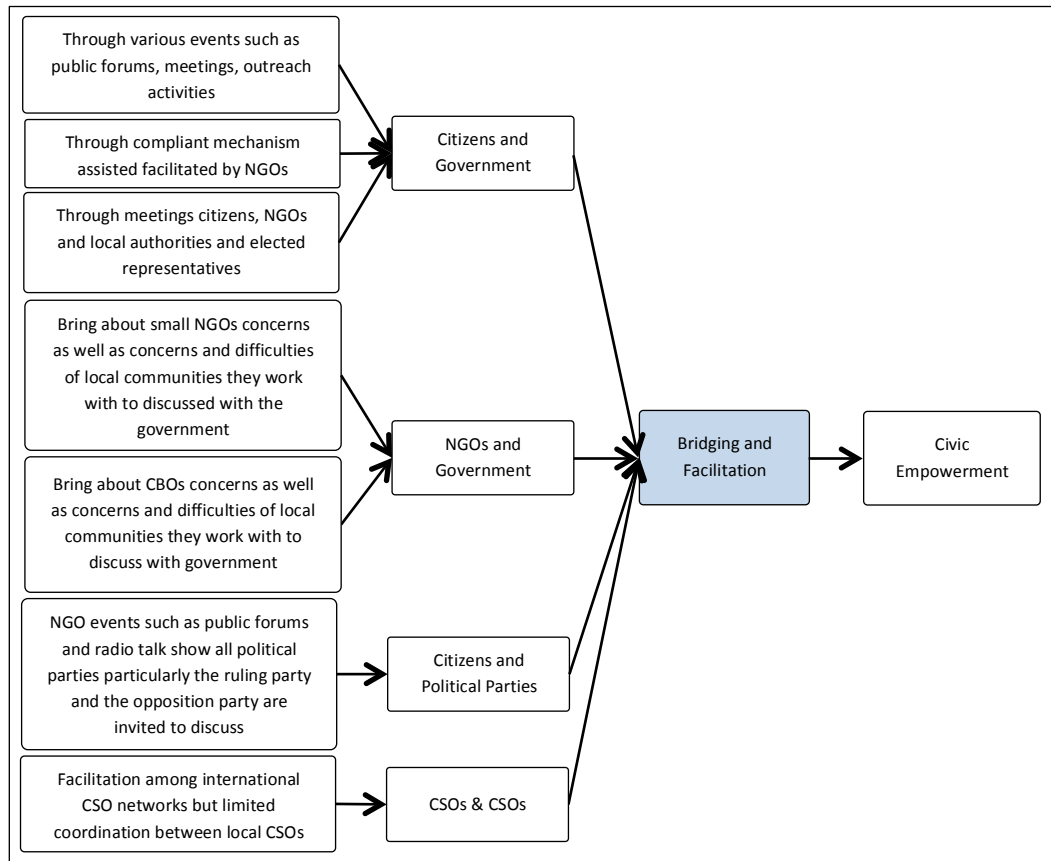 Through various events such as
public forums, meetings, outreach
activities
Through compliant mechanism
assisted facilitated by NGOs
Through meetings citizens, NGOs
and local authorities and elected
representatives
Citizens and
Government
Bring about small NGOs concerns
as well as concerns and difficulties
of local communities they work
with to discussed with the
government
Bring about CBOs concerns as well
as concerns and difficulties of local
communities they work with to
discuss with government
NGOs and
Government
NGO events such as public forums
and radio talk show all political
parties particularly the ruling party
and the opposition party are
invited to discuss
Citizens and
Political Parties
Facilitation among international
CSO networks but limited
coordination between local CSOs
CSOs & CSOs
Bridging and
Facilitation
Civic
Empowerment